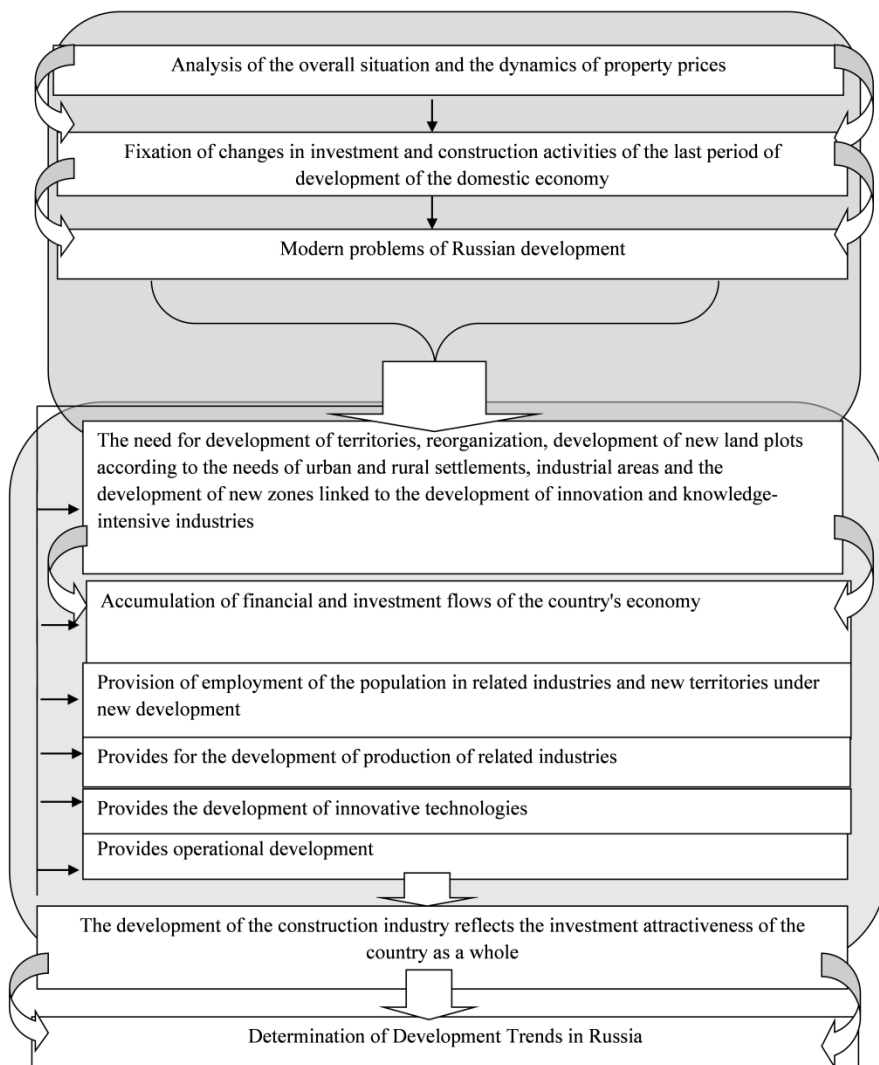 Analysis of the overall situation and the dynamics of property prices
Fixation of changes in investment and construction activities of the last period of
development of the domestic economy
Modern problems of Russian development
The need for development of territories, reorganization, development of new land plots
according to the needs of urban and rural settlements, industrial areas and the
development of new zones linked to the development of innovation and knowledge-
intensive industries
Accumulation of financial and investment flows of the country's economy
Provision of employment of the population in related industries and new territories under
new development
Provides for the development of production of related industries
Provides the development of innovative technologies
Provides operational development
The development of the construction industry reflects the investment attractiveness of the
country as a whole
Determination of Development Trends in Russia